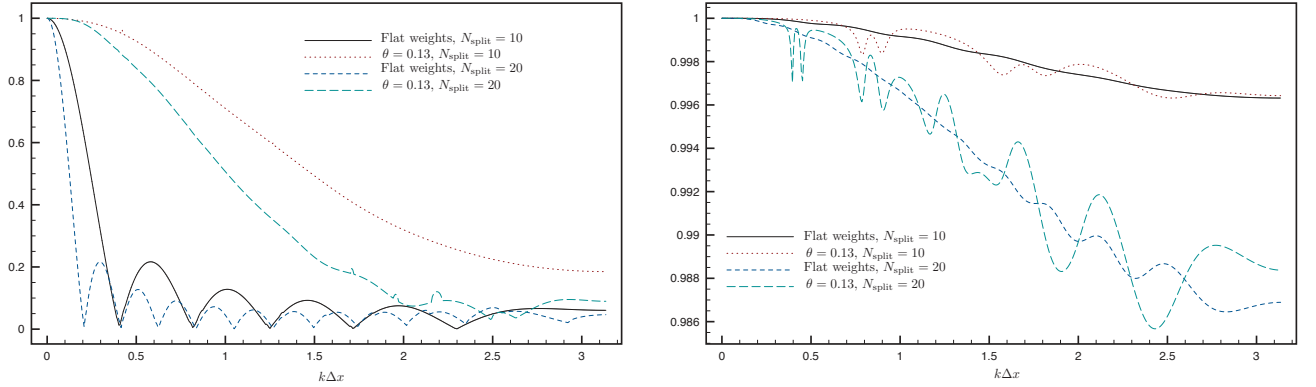 1
0.8
0.6
0.4
0.2
0
0
0.5
1
1.5
2
2.5
3
kΔx
Flat weights, N_split = 10
θ = 0.13, N_split = 10
Flat weights, N_split = 20
θ = 0.13, N_split = 20
1
0.998
0.996
0.994
0.992
0.99
0.988
0.986
0
0.5
1
1.5
2
2.5
3
kΔx
Flat weights, N_split = 10
θ = 0.13, N_split = 10
Flat weights, N_split = 20
θ = 0.13, N_split = 20